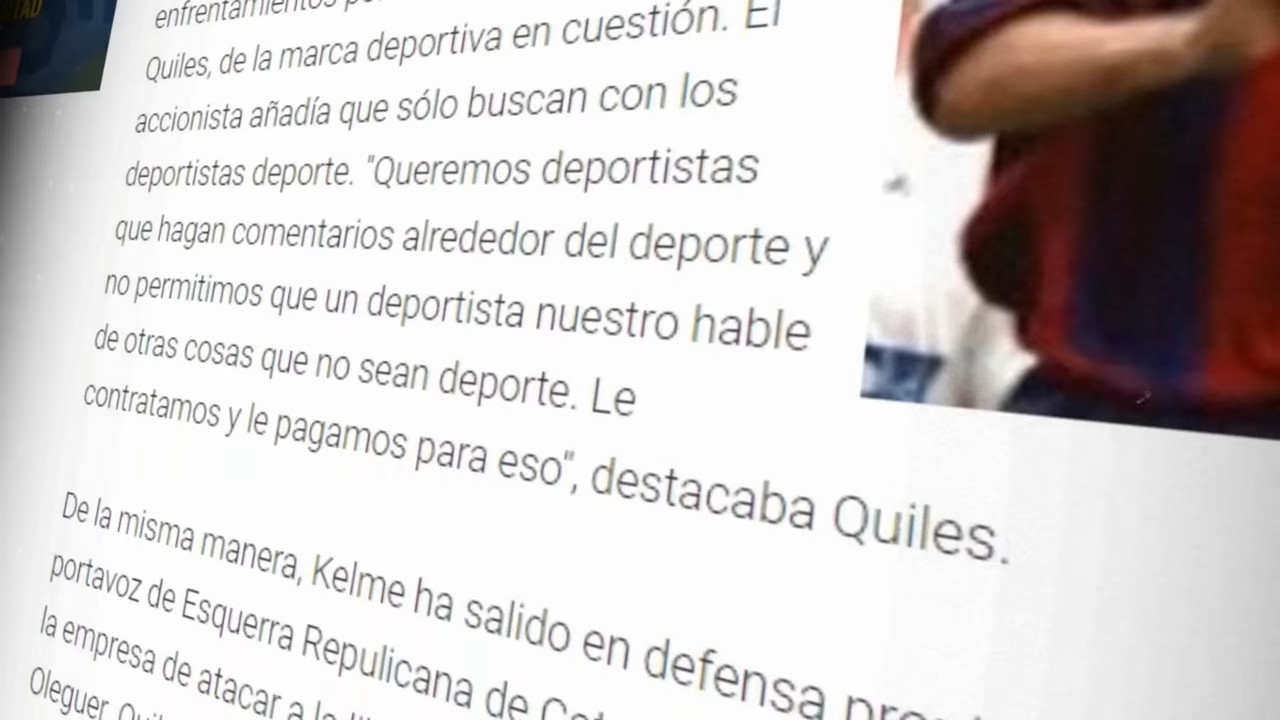 enfrentamientos
Quiles, de la marca deportiva en cuestión. El
accionista añadía que sólo buscan con los
deportistas deporte. "Queremos deportistas
que hagan comentarios alrededor del deporte y
no permitimos que un deportista nuestro hable
de otras cosas que no sean deporte. Le
contratamos y le pagamos para eso", destacaba Quiles.
De la misma manera, Kelme ha salido en defensa
portavoz de Esquerra Repulicana de
la empresa de atacar a la
Oleguer.